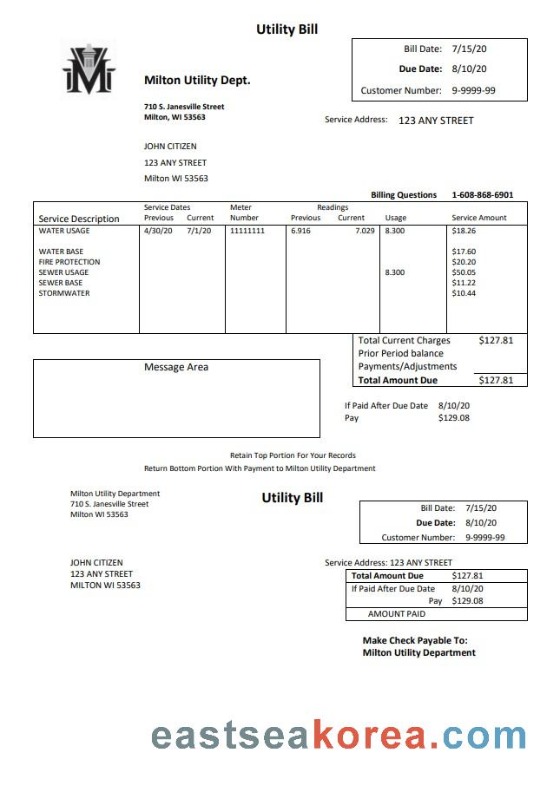 Utility Bill
Bill Date: 7/15/20
Due Date: 8/10/20
Customer Number: 9-9999-99
Milton Utility Dept.
710 S. Janesville Street
Milton, WI 53563
Service Address: 123 ANY STREET
JOHN CITIZEN
123 ANY STREET
Milton WI 53563
Billing Questions 1-608-868-6901
Service Dates Meter Readings
Service Description Previous Current Number Previous Current Usage Service Amount
WATER USAGE 4/30/20 7/1/20 11111111 6.916 7.029 8.300 $18.26
WATER BASE $17.60
FIRE PROTECTION $20.20
SEWER USAGE 8.300 $50.05
SEWER BASE $11.22
STORMWATER $10.44
Total Current Charges $127.81
Prior Period balance
Payments/Adjustments
Total Amount Due $127.81
Message Area
If Paid After Due Date 8/10/20
Pay $129.08
Retain Top Portion For Your Records
Return Bottom Portion With Payment to Milton Utility Department
Milton Utility Department
710 S. Janesville Street
Milton WI 53563
Utility Bill
Bill Date: 7/15/20
Due Date: 8/10/20
Customer Number: 9-9999-99
JOHN CITIZEN
123 ANY STREET
MILTON WI 53563
Service Address: 123 ANY STREET
Total Amount Due $127.81
If Paid After Due Date 8/10/20
Pay $129.08
AMOUNT PAID
Make Check Payable To:
Milton Utility Department
eastseakorea.com